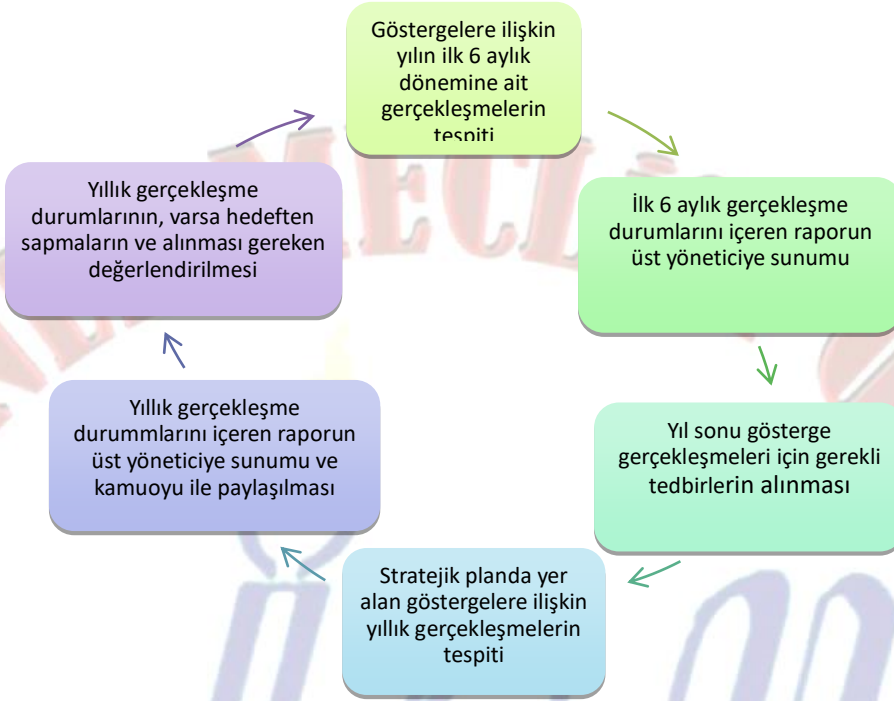 Göstergelere ilişkin
yılın ilk 6 aylık
dönemine ait
gerçekleşmelerin
tespiti
İlk 6 aylık gerçekleşme
durumlarını içeren raporun
üst yöneticiye sunumu
Yıl sonu gösterge
gerçekleşmeleri için gerekli
tedbirlerin alınması
Stratejik planda yer
alan göstergelere ilişkin
yıllık gerçekleşmelerin
tespiti
Yıllık gerçekleşme
durummlarını içeren raporun
üst yöneticiye sunumu ve
kamuoyu ile paylaşılması
Yıllık gerçekleşme
durumlarının, varsa hedeften
sapmaların ve alınması gereken
değerlendirilmesi